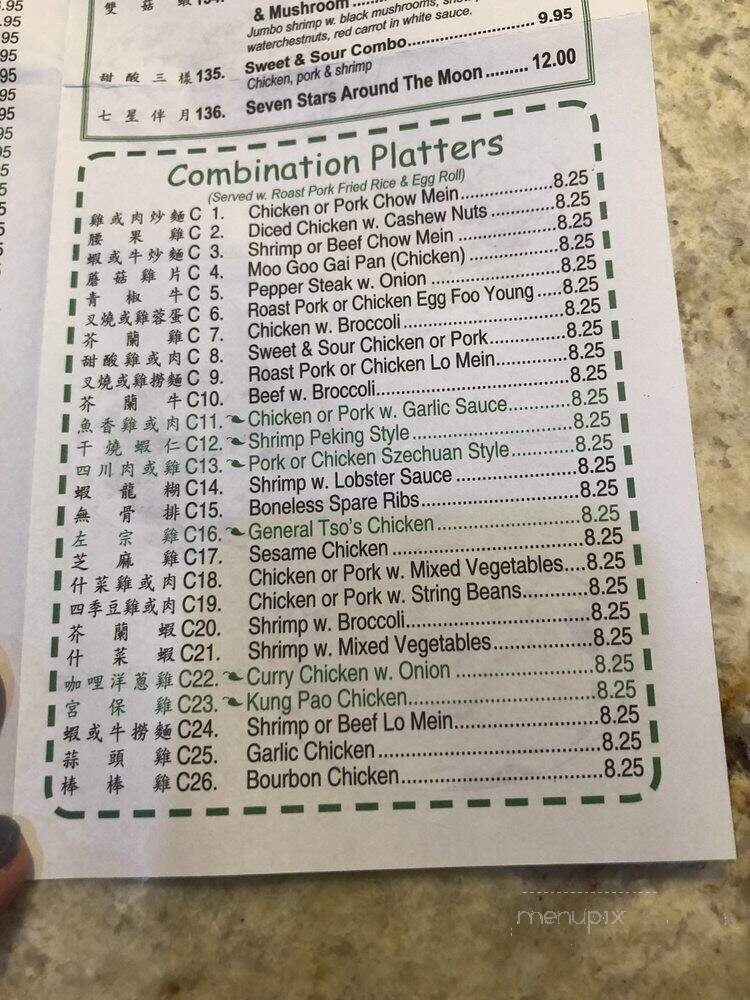 .95
.95
.95
95
95
95
95
95
5
5
雙 菇 蝦
& Mushroom
Jumbo shrimp w. black mushrooms,
waterchestnuts, red carrot in white sauce.
甜 酸 三 樣 135. Sweet & Sour Combo.......................... 9.95
Chicken, pork & shrimp
七 星 伴 月 136. Seven Stars Around The Moon ......... 12.00
Combination Platters
(Served w. Roast Pork Fried Rice & Egg Roll)
雞或肉炒麵 C 1. Chicken or Pork Chow Mein.................8.25
腰 果 雞 C 2. Diced Chicken w. Cashew Nuts ............8.25
蝦或牛炒麵 C 3. Shrimp or Beef Chow Mein ..................8.25
蘑 菇 雞 片 C 4. Moo Goo Gai Pan (Chicken) ................8.25
青 椒 牛 C 5. Pepper Steak w. Onion .......................8.25
叉燒或雞蓉蛋 C 6. Roast Pork or Chicken Egg Foo Young .....8.25
芥 蘭 雞 C 7. Chicken w. Broccoli...........................8.25
甜酸雞或肉 C 8. Sweet & Sour Chicken or Pork..............8.25
叉燒或雞撈麵 C 9. Roast Pork or Chicken Lo Mein.............8.25
芥 蘭 牛 C10. Beef w. Broccoli................................8.25
魚香雞或肉 C11. Chicken or Pork w. Garlic Sauce...........8.25
干 燒 蝦 仁 C12. Shrimp Peking Style ..........................8.25
四川肉或雞 C13. Pork or Chicken Szechuan Style...........8.25
蝦 龍 糊 C14. Shrimp w. Lobster Sauce ....................8.25
無 骨 排 C15. Boneless Spare Ribs..........................8.25
左 宗 雞 C16. General Tso's Chicken .......................8.25
芝 麻 雞 C17. Sesame Chicken ..............................8.25
什菜雞或肉 C18. Chicken or Pork w. Mixed Vegetables....8.25
四季豆雞或肉 C19. Chicken or Pork w. String Beans...........8.25
芥 蘭 蝦 C20. Shrimp w. Broccoli............................8.25
什 菜 蝦 C21. Shrimp w. Mixed Vegetables................8.25
咖哩洋蔥雞 C22. Curry Chicken w. Onion .....................8.25
宮 保 雞 C23. Kung Pao Chicken............................8.25
蝦或牛撈麵 C24. Shrimp or Beef Lo Mein.....................8.25
蒜 頭 雞 C25. Garlic Chicken .................................8.25
棒 棒 雞 C26. Bourbon Chicken..............................8.25
menupix